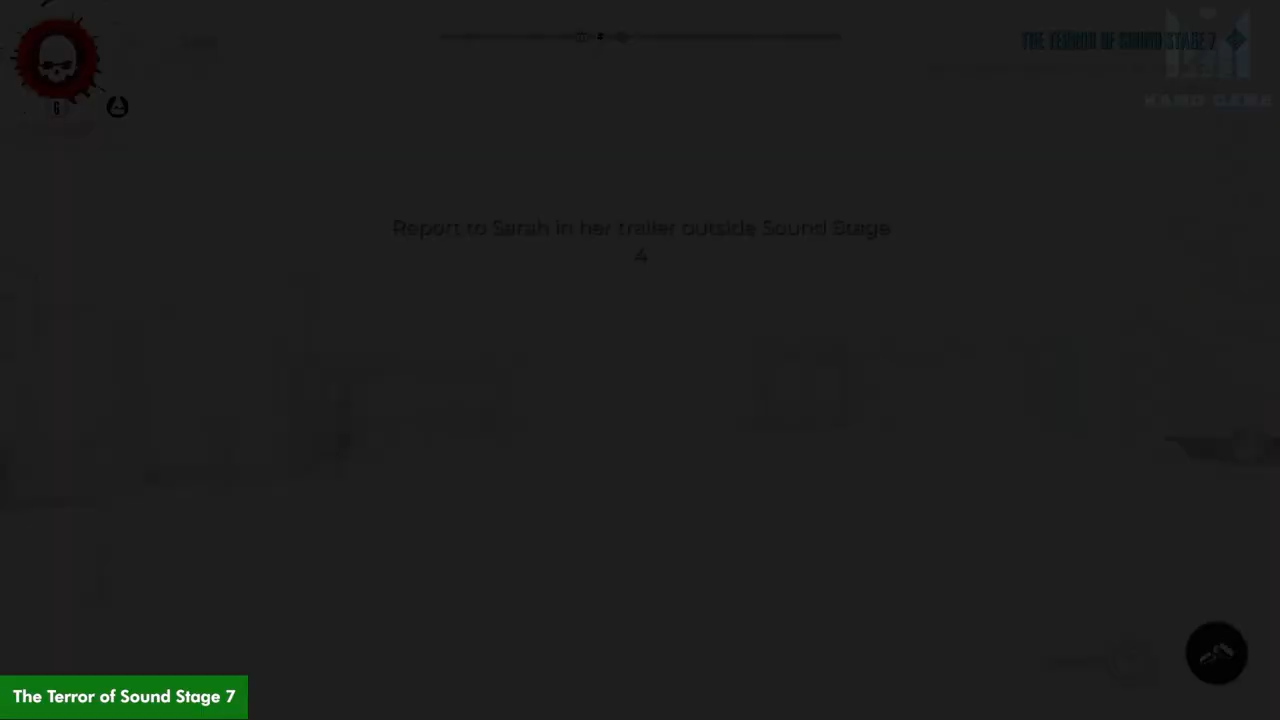 THE TERROR OF SOUND STAGE 7
G
Report to Sarah in her trailer outside Sound Stage
4
The Terror of Sound Stage 7